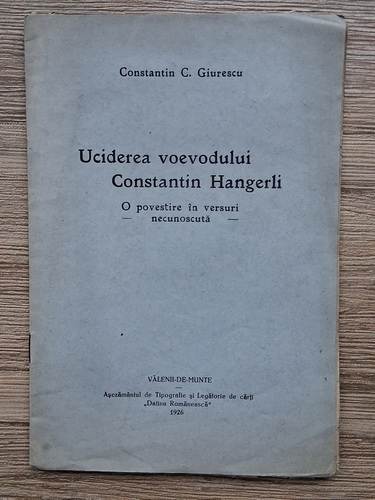 Constantin C. Giurescu
Uciderea voevodului
Constantin Hangerli
O povestire în versuri
— necunoscută —
VĂLENII-DE-MUNTE
Așezământul de Tipografie și Legătorie de cărți
„Datina Românească"
1926